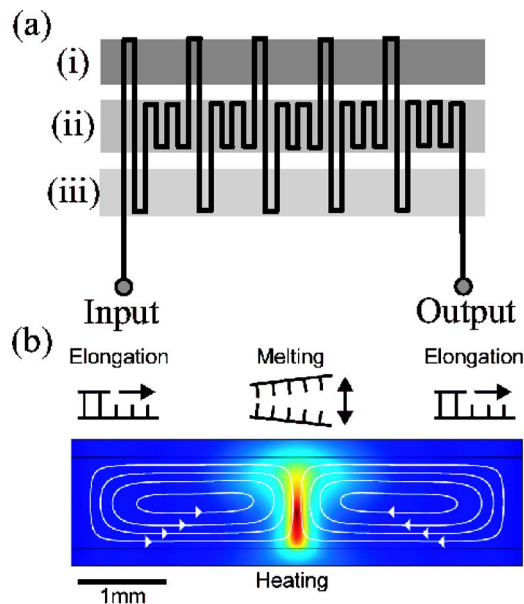 (a)
(i)
(ii)
(iii)
Input Output
(b)
Elongation Melting Elongation
1mm Heating